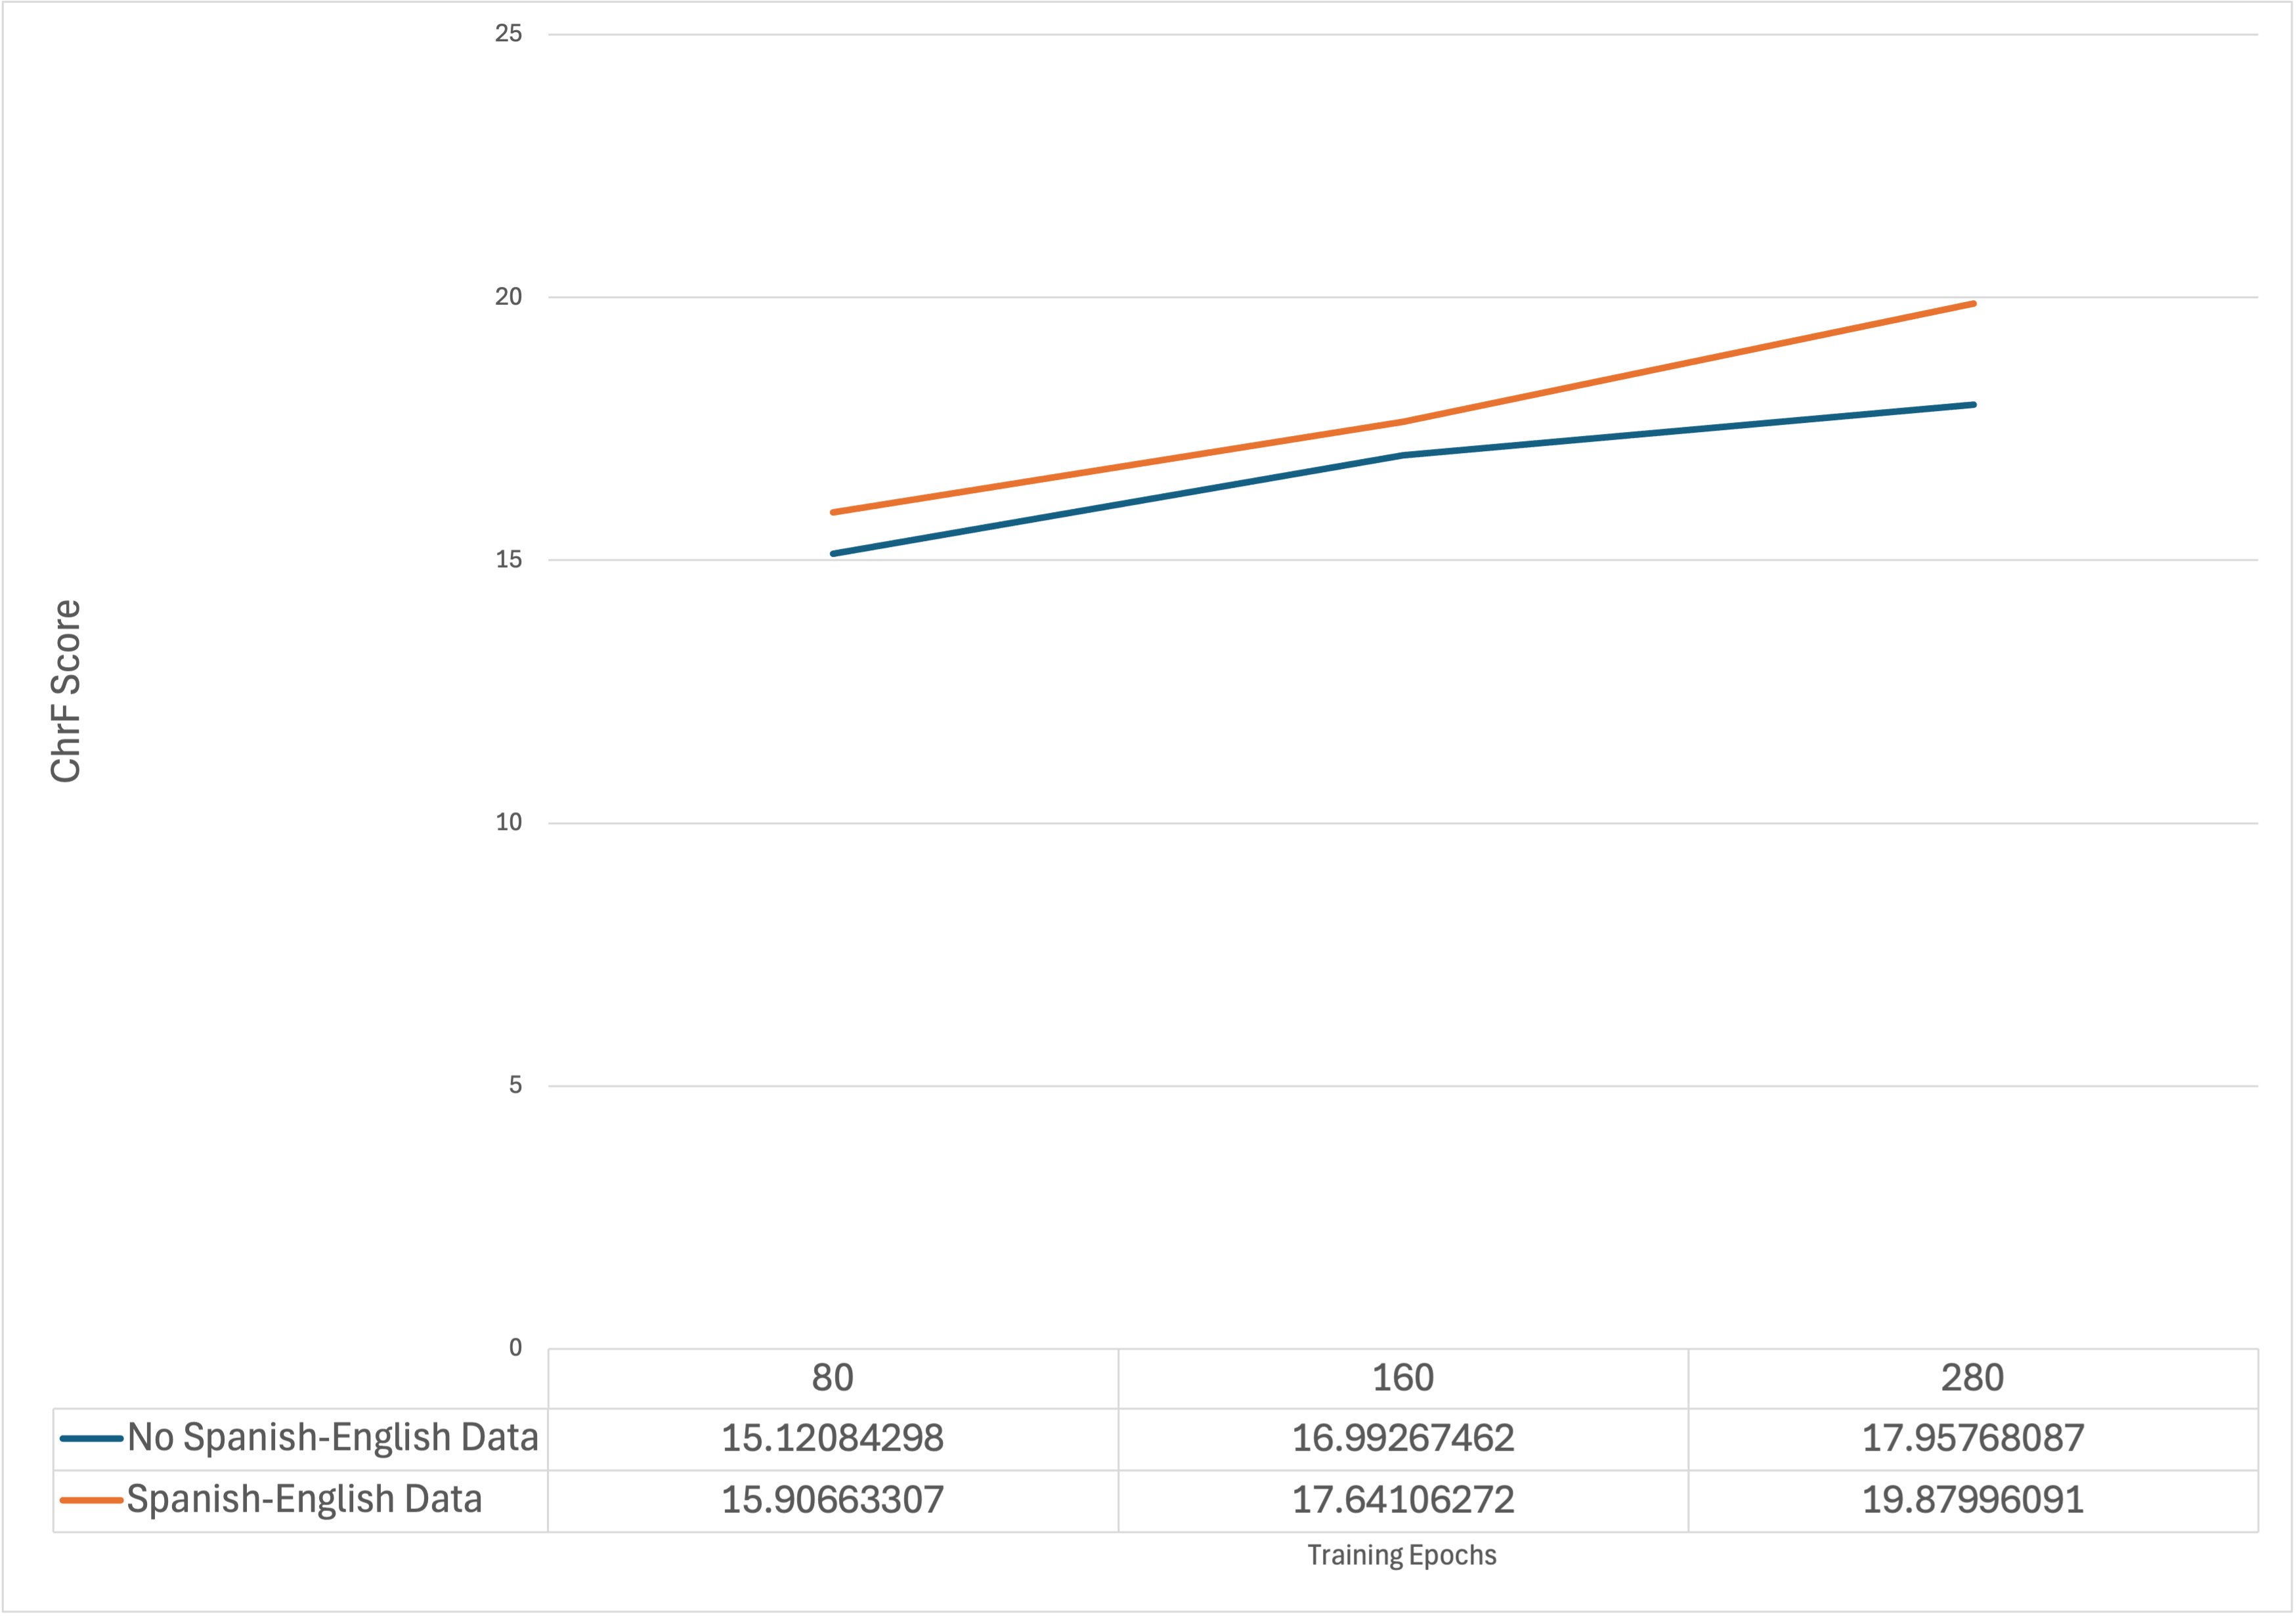 25
20
15
10
5
0
ChrF Score
80 160 280
No Spanish-English Data 15.12084298 16.99267462 17.95768087
Spanish-English Data 15.90663307 17.64106272 19.87996091
Training Epochs